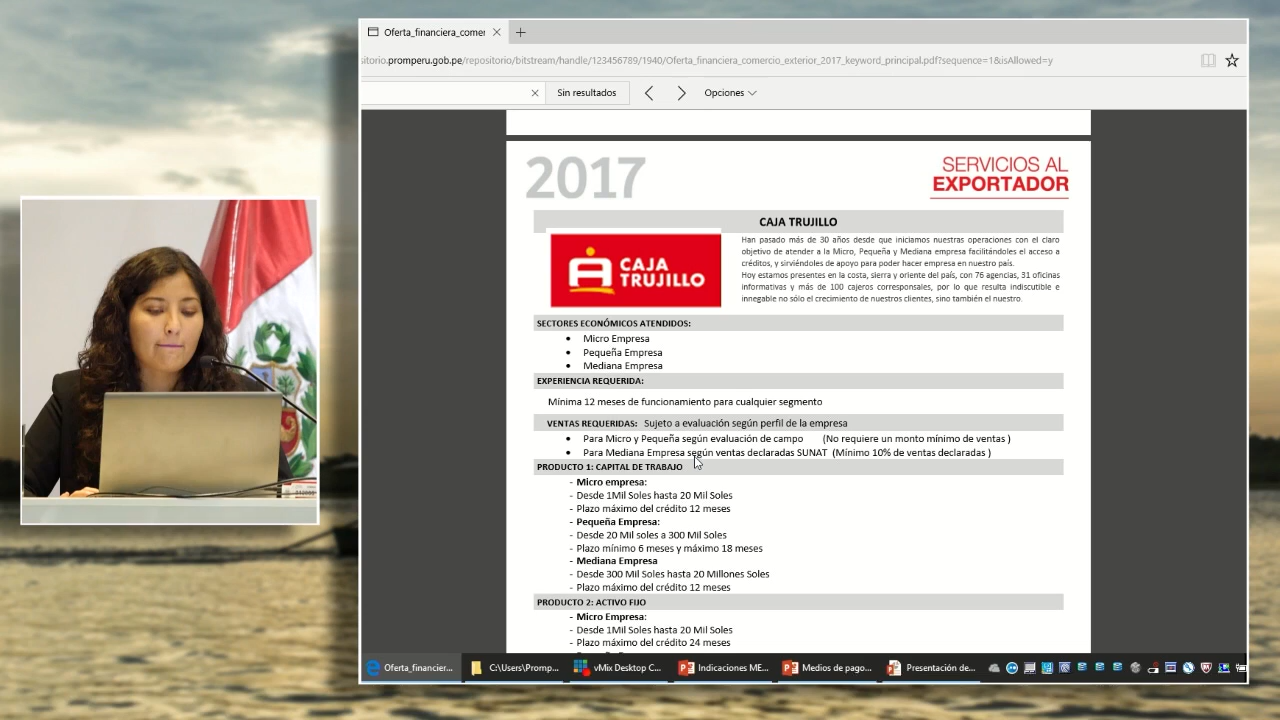 Oferta_financiera_comer
itorio.promperu.gob.pe/repositorio/bitstream/handle/123456789/1940/Oferta_financiera_comercio_exterior_2017_keyword_principal.pdf?sequence=1&isAllowed=y
Sin resultados
Opciones
2017
SERVICIOS AL
EXPORTADOR
CAJA TRUJILLO
CAJA
TRUJILLO
Han pasado más de 30 años desde que iniciamos nuestras operaciones con el claro
objetivo de atender a la Micro, Pequeña y Mediana empresa facilitándoles el acceso a
créditos, y sirviéndoles de apoyo para poder hacer empresa en nuestro país.
Hoy estamos presentes en la costa, sierra y oriente del país, con 76 agencias, 31 oficinas
informativas y más de 100 cajeros corresponsales, por lo que resulta indiscutible e
innegable no sólo el crecimiento de nuestros clientes, sino también el nuestro.
SECTORES ECONÓMICOS ATENDIDOS:
• Micro Empresa
• Pequeña Empresa
• Mediana Empresa
EXPERIENCIA REQUERIDA:
Mínima 12 meses de funcionamiento para cualquier segmento
VENTAS REQUERIDAS: Sujeto a evaluación según perfil de la empresa
• Para Micro y Pequeña según evaluación de campo (No requiere un monto mínimo de ventas )
• Para Mediana Empresa según ventas declaradas SUNAT (Mínimo 10% de ventas declaradas )
PRODUCTO 1: CAPITAL DE TRABAJO
- Micro empresa:
- Desde 1Mil Soles hasta 20 Mil Soles
- Plazo máximo del crédito 12 meses
- Pequeña Empresa:
- Desde 20 Mil soles a 300 Mil Soles
- Plazo mínimo 6 meses y máximo 18 meses
- Mediana Empresa
- Desde 300 Mil Soles hasta 20 Millones Soles
- Plazo máximo del crédito 12 meses
PRODUCTO 2: ACTIVO FIJO
- Micro Empresa:
- Desde 1Mil Soles hasta 20 Mil Soles
- Plazo máximo del crédito 24 meses
Oferta_financier...
C:\Users\Promp...
vMix Desktop C...
Indicaciones ME...
Medios de pago...
Presentación de...